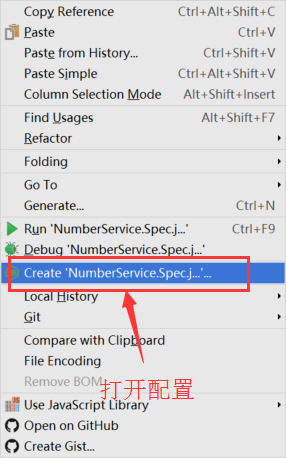 Copy Reference Ctrl+Alt+Shift+C
Paste Ctrl+V
Paste from History... Ctrl+Shift+V
Paste Simple Ctrl+Alt+Shift+V
Column Selection Mode Alt+Shift+Insert
Find Usages Alt+Shift+F7
Refactor
Folding
Go To
Generate... Ctrl+N
Run 'NumberService.Spec.j...' Ctrl+F9
Debug 'NumberService.Spec.j...'
Create 'NumberService.Spec.j...'...
Local History
Git
Compare with Clipboard
File Encoding
Remove BOM
打开配置
Use JavaScript Library
Open on GitHub
Create Gist...